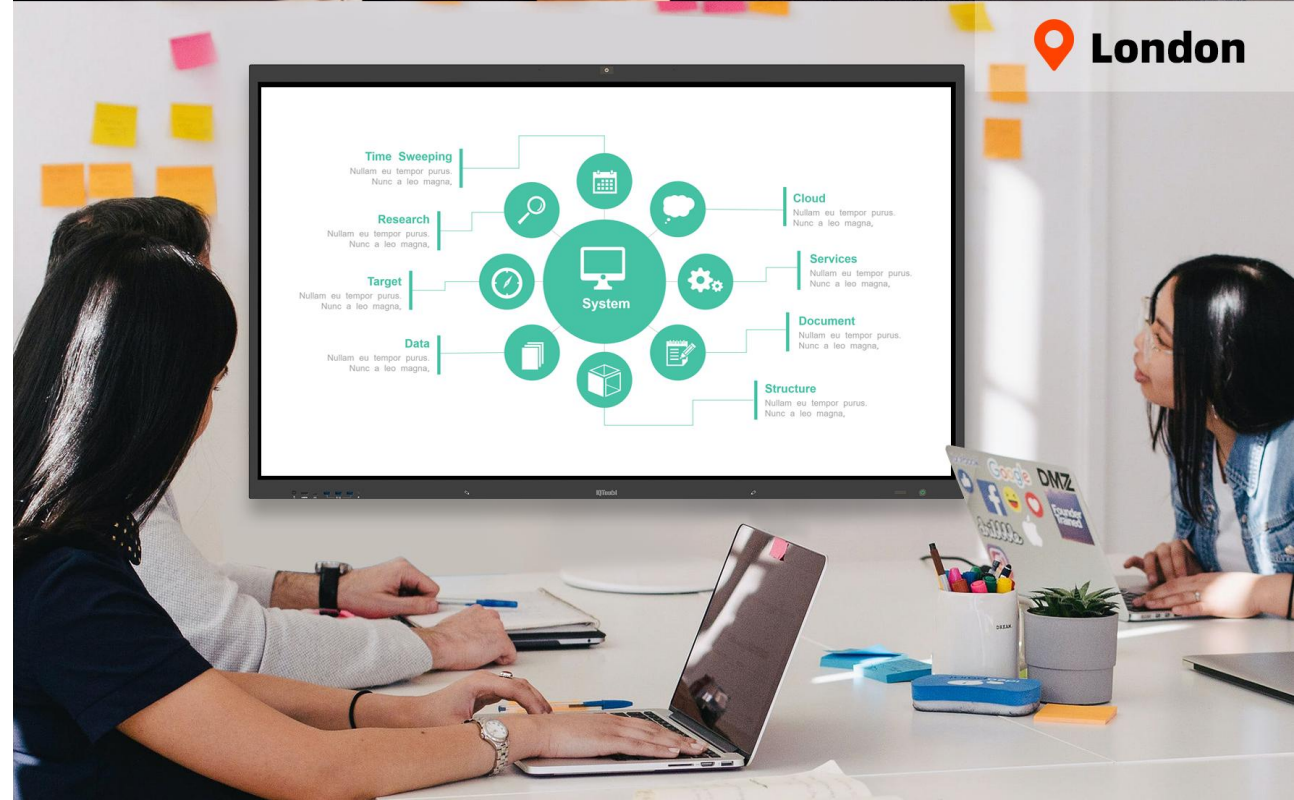 London
Time Sweeping
Nullam eu tempor purus.
Nunc a leo magna,
Research
Nullam eu tempor purus.
Nunc a leo magna,
Target
Nullam eu tempor purus.
Nunc a leo magna,
Data
Nullam eu tempor purus.
Nunc a leo magna,
System
Cloud
Nullam eu tempor purus.
Nunc a leo magna,
Services
Nullam eu tempor purus.
Nunc a leo magna,
Document
Nullam eu tempor purus.
Nunc a leo magna,
Structure
Nullam eu tempor purus.
Nunc a leo magna,
IQTouch
Google
DMZ
Founder
Trained